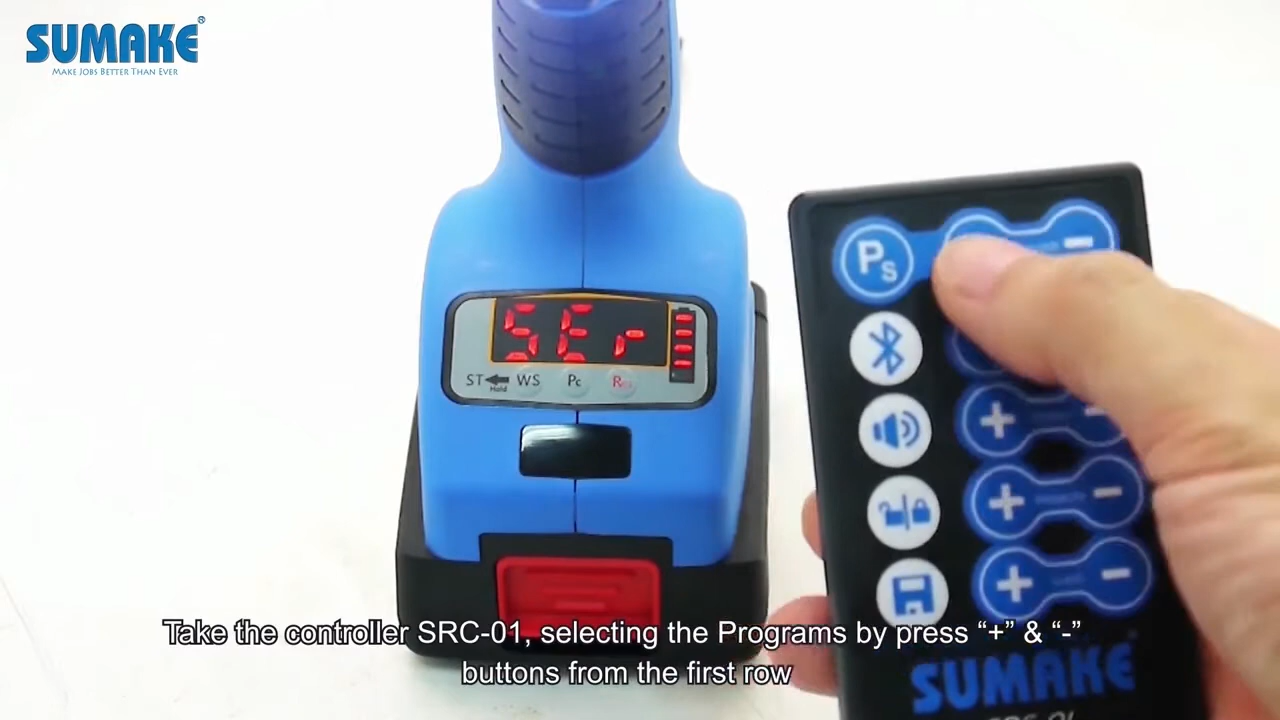 SUMAKE®
MAKE JOBS BETTER THAN EVER
PS
SEr
ST WS Pc
Hold
+ -
+ -
+ -
Take the controller SRC-01, selecting the Programs by press “+” & “-”
buttons from the first row
SUMAKE